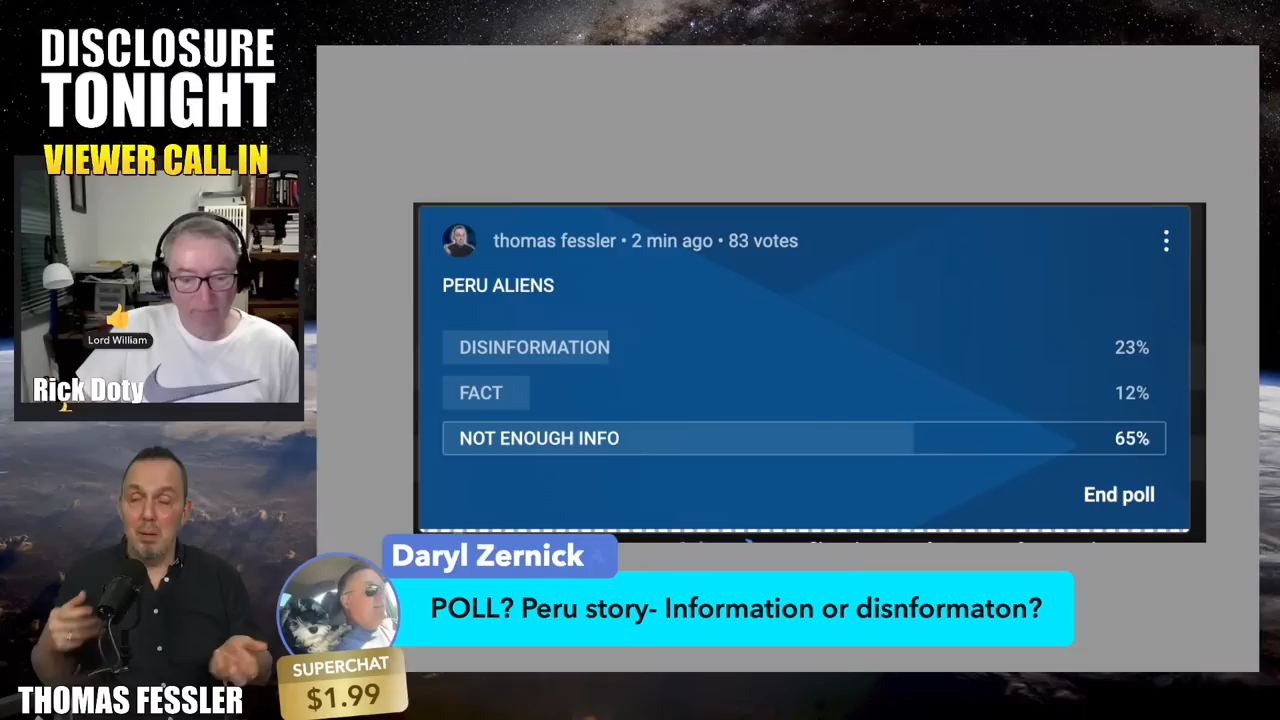 DISCLOSURE
TONIGHT
VIEWER CALL IN
Lord William
Rick Doty
thomas fessler • 2 min ago • 83 votes
PERU ALIENS
DISINFORMATION 23%
FACT 12%
NOT ENOUGH INFO 65%
End poll
Daryl Zernick
POLL? Peru story- Information or disnformaton?
SUPERCHAT
$1.99
THOMAS FESSLER